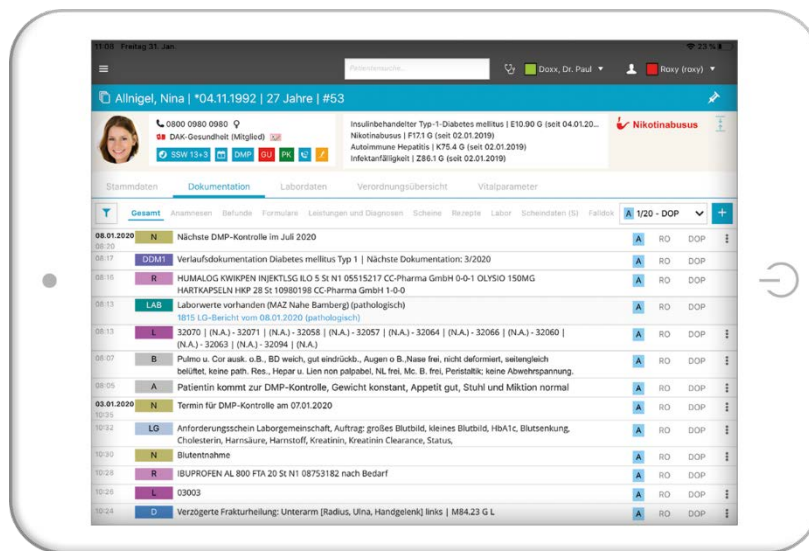 11:08 Freitag 31. Jan.
23 %
Patientensuche...
Doxx, Dr. Paul
Roxy (roxy)
Allnigel, Nina | *04.11.1992 | 27 Jahre | #53
0800 0980 0980
DAK-Gesundheit (Mitglied)
SSW 13+3 DMP GU PK
Insulinbehandelter Typ-1-Diabetes mellitus | E10.90 G (seit 04.01.20...
Nikotinabusus | F17.1 G (seit 02.01.2019)
Autoimmune Hepatitis | K75.4 G (seit 02.01.2019)
Infektanfälligkeit | Z86.1 G (seit 02.01.2019)
Nikotinabusus
Stammdaten Dokumentation Labordaten Verordnungsübersicht Vitalparameter
Gesamt Anamnesen Befunde Formulare Leistungen und Diagnosen Scheine Rezepte Labor Scheindaten (S) Falldox A 1/20 - DOP +
08.01.2020 N Nächste DMP-Kontrolle im Juli 2020 A RO DOP
08:20
08:17 DDM1 Verlaufsdokumentation Diabetes mellitus Typ 1 | Nächste Dokumentation: 3/2020 A RO DOP
08:16 R HUMALOG KWIKPEN INJEKTLSG ILO 5 St N1 05515217 CC-Pharma GmbH 0-0-1 OLYSIO 150MG A RO DOP
HARTKAPSELN HKP 28 St 10980198 CC-Pharma GmbH 1-0-0
08:13 LAB Laborwerte vorhanden (MAZ Nahe Bamberg) (pathologisch) A RO DOP
1815 LG-Bericht vom 08.01.2020 (pathologisch)
08:13 L 32070 | (N.A.) - 32071 | (N.A.) - 32058 | (N.A.) - 32057 | (N.A.) - 32064 | (N.A.) - 32066 | (N.A.) - 32060 | A RO DOP
(N.A.) - 32063 | (N.A.) - 32094 | (N.A.)
08:07 B Pulmo u. Cor ausk. o.B., BD weich, gut eindrückb., Augen o B.,Nase frei, nicht deformiert, seitengleich A RO DOP
belüftet, keine path. Res., Hepar u. Lien non palpabel, NL frei, Mc. B. frei, Peristaltik; keine Abwehrspannung.
08:05 A Patientin kommt zur DMP-Kontrolle, Gewicht konstant, Appetit gut, Stuhl und Miktion normal A RO DOP
03.01.2020 N Termin für DMP-Kontrolle am 07.01.2020 A RO DOP
10:35
10:32 LG Anforderungsschein Laborgemeinschaft, Auftrag: großes Blutbild, kleines Blutbild, HbA1c, Blutsenkung, A RO DOP
Cholesterin, Harnsäure, Harnstoff, Kreatinin, Kreatinin Clearance, Status,
10:30 N Blutentnahme A RO DOP
10:28 R IBUPROFEN AL 800 FTA 20 St N1 08753182 nach Bedarf A RO DOP
10:26 L 03003 A RO DOP
10:24 D Verzögerte Frakturheilung: Unterarm [Radius, Ulna, Handgelenk] links | M84.23 G L A RO DOP